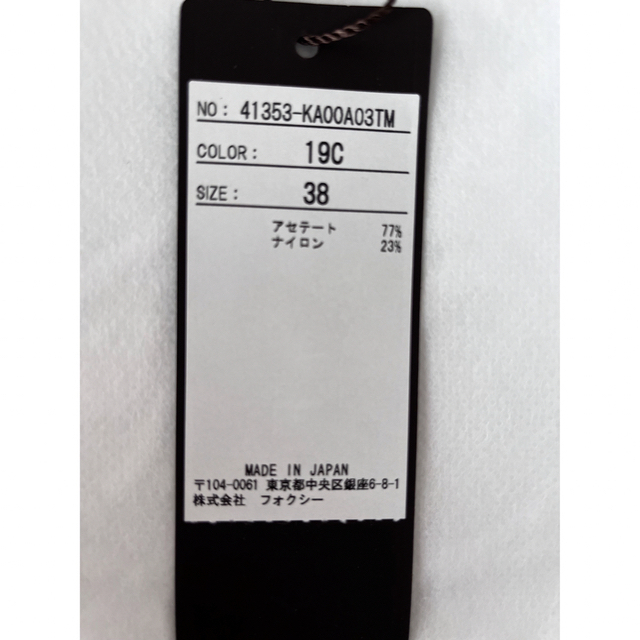 NO: 41353-KA00A03TM
COLOR: 19C
SIZE: 38
アセテート 77%
ナイロン 23%
MADE IN JAPAN
〒104-0061 東京都中央区銀座6-8-1
株式会社 フォクシー